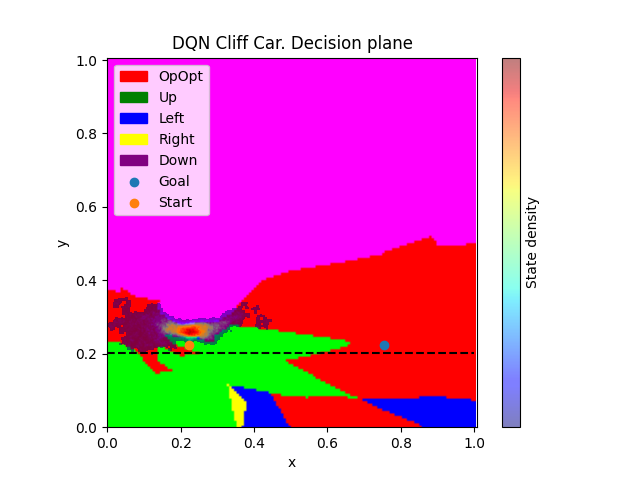 DQN Cliff Car. Decision plane
1.0
0.8
0.6
0.4
0.2
0.0
y
OpOpt
Up
Left
Right
Down
Goal
Start
0.0 0.2 0.4 0.6 0.8 1.0
x
State density